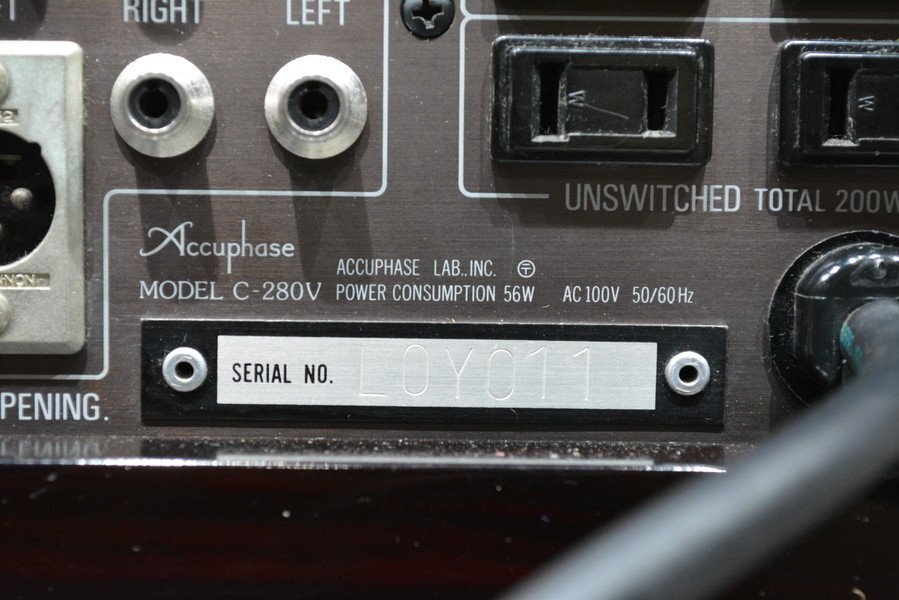 RIGHT LEFT
W W
UNSWITCHED TOTAL 200W
Accuphase
ACCUPHASE LAB.,INC.
MODEL C-280V POWER CONSUMPTION 56W AC 100V 50/60Hz
SERIAL NO. L0Y011
PENING.